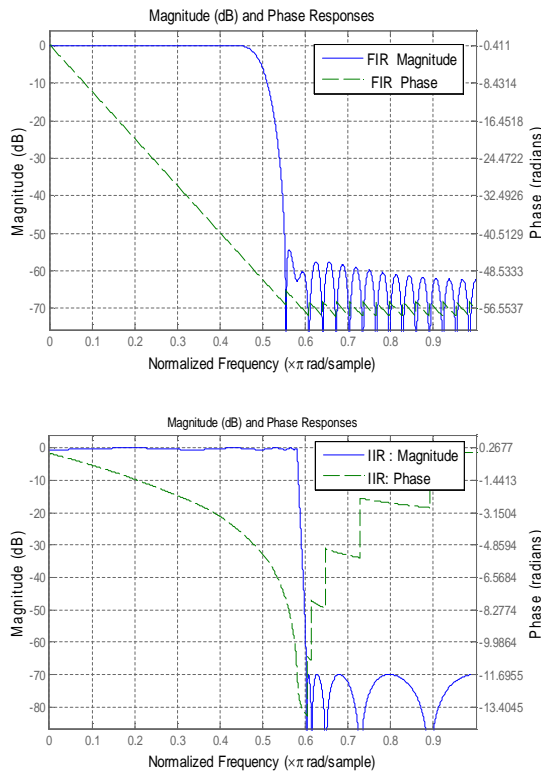 Magnitude (dB) and Phase Responses
Magnitude (dB)
0
-10
-20
-30
-40
-50
-60
-70
FIR Magnitude
FIR Phase
-0.411
-8.4314
-16.4518
-24.4722
-32.4926
-40.5129
-48.5333
-56.5537
Phase (radians)
0 0.1 0.2 0.3 0.4 0.5 0.6 0.7 0.8 0.9
Normalized Frequency (×π rad/sample)
Magnitude (dB) and Phase Responses
Magnitude (dB)
0
-10
-20
-30
-40
-50
-60
-70
-80
IIR : Magnitude
IIR: Phase
0.2677
-1.4413
-3.1504
-4.8594
-6.5684
-8.2774
-9.9864
-11.6955
-13.4045
Phase (radians)
0 0.1 0.2 0.3 0.4 0.5 0.6 0.7 0.8 0.9
Normalized Frequency (×π rad/sample)